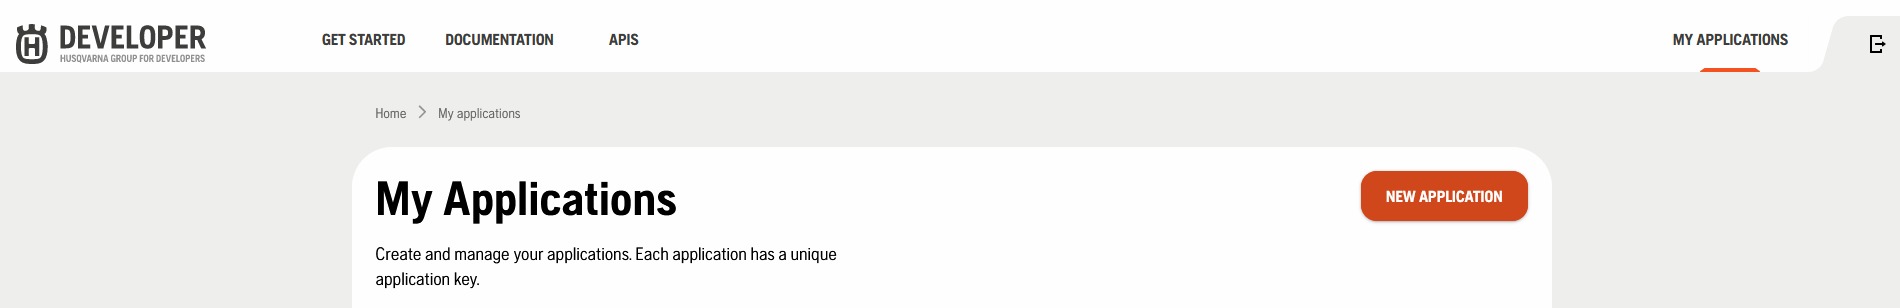 DEVELOPER
HUSQVARNA GROUP FOR DEVELOPERS
GET STARTED
DOCUMENTATION
APIS
MY APPLICATIONS
Home
My applications
My Applications
NEW APPLICATION
Create and manage your applications. Each application has a unique
application key.